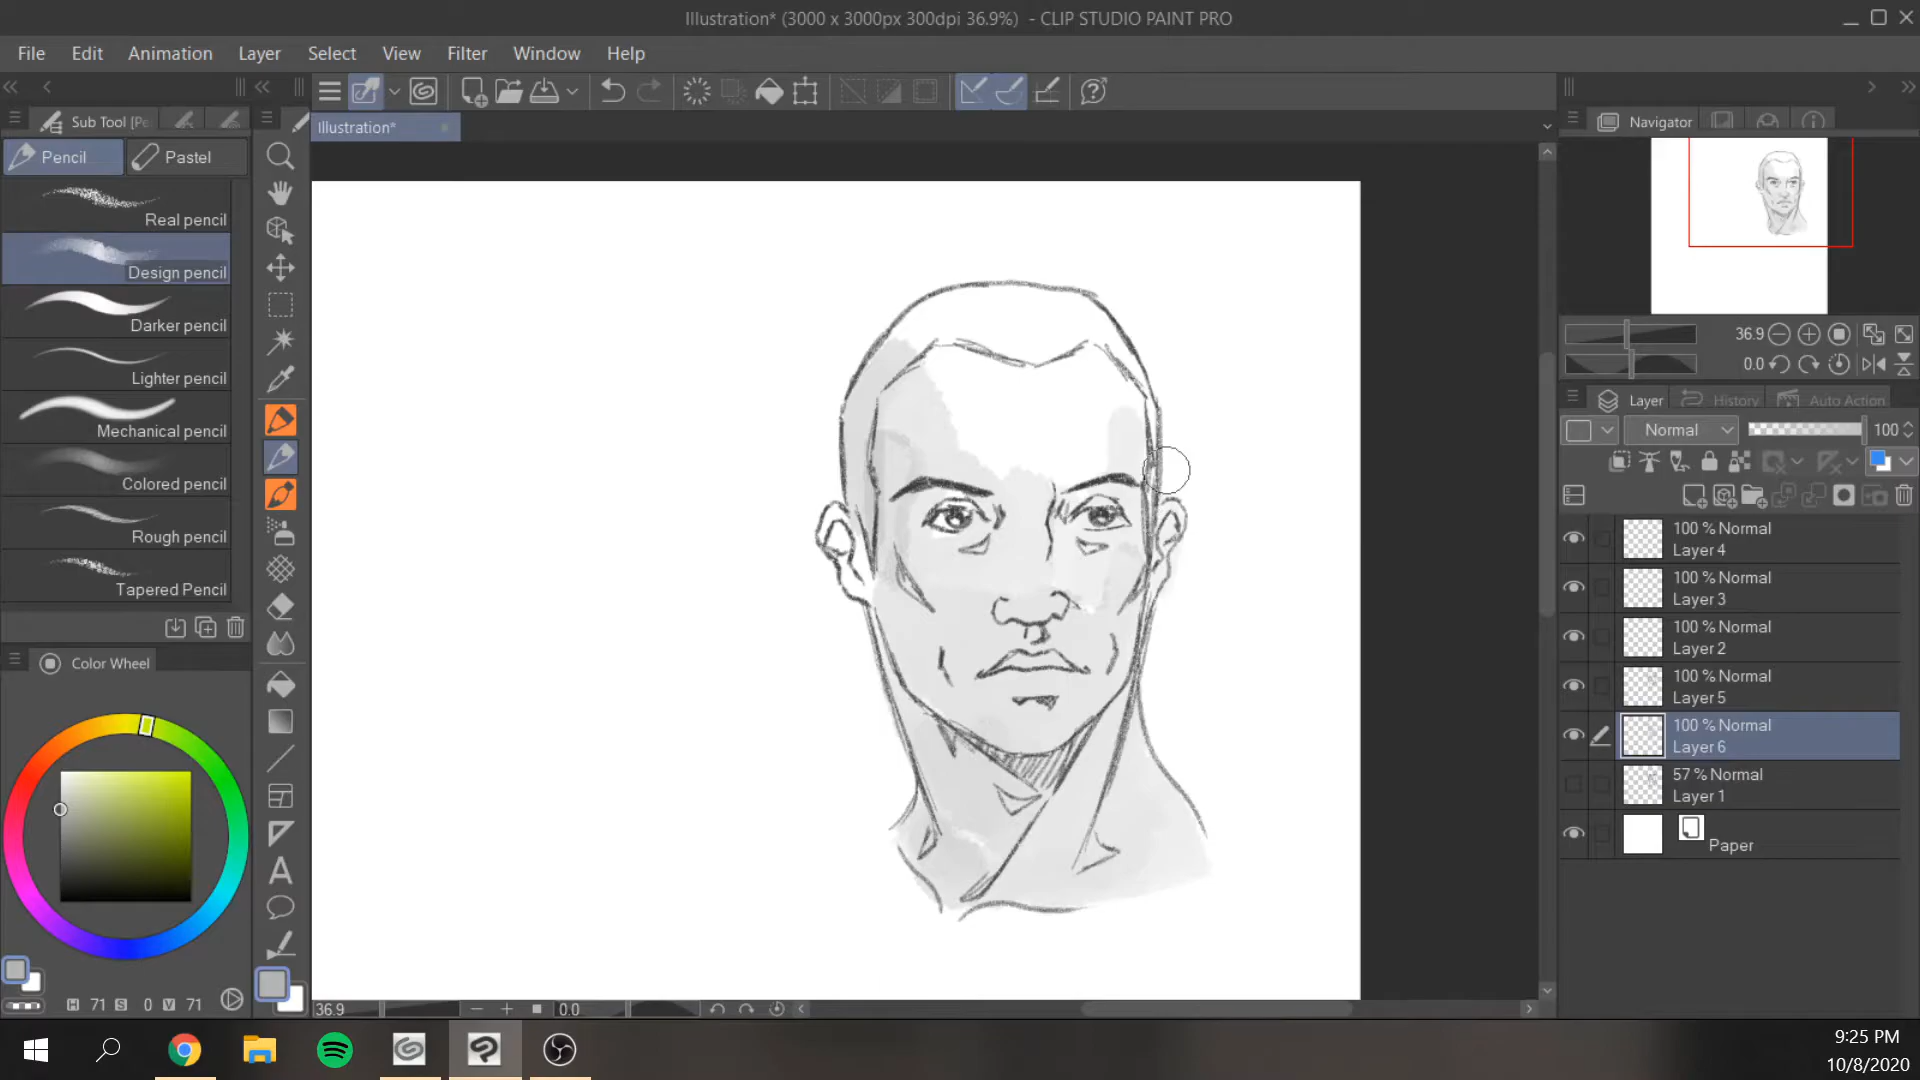 Illustration* (3000 x 3000px 300dpi 36.9%) - CLIP STUDIO PAINT PRO
File Edit Animation Layer Select View Filter Window Help
Sub Tool [Pe
Illustration*
Navigator
Pencil Pastel
Real pencil
Design pencil
Darker pencil
Lighter pencil
Mechanical pencil
Colored pencil
Rough pencil
Tapered Pencil
Color Wheel
H 71 S 0 V 71
36.9
0.0
36.9
0.0
Layer History Auto Action
Normal 100
100 % Normal
Layer 4
100 % Normal
Layer 3
100 % Normal
Layer 2
100 % Normal
Layer 5
100 % Normal
Layer 6
57 % Normal
Layer 1
Paper
9:25 PM
10/8/2020